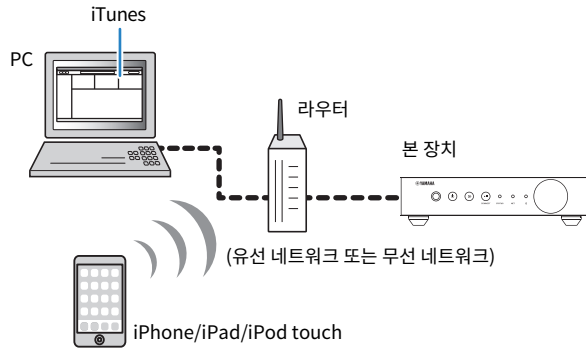 iTunes
PC
라우터
본 장치
YAMAHA
(유선 네트워크 또는 무선 네트워크)
iPhone/iPad/iPod touch